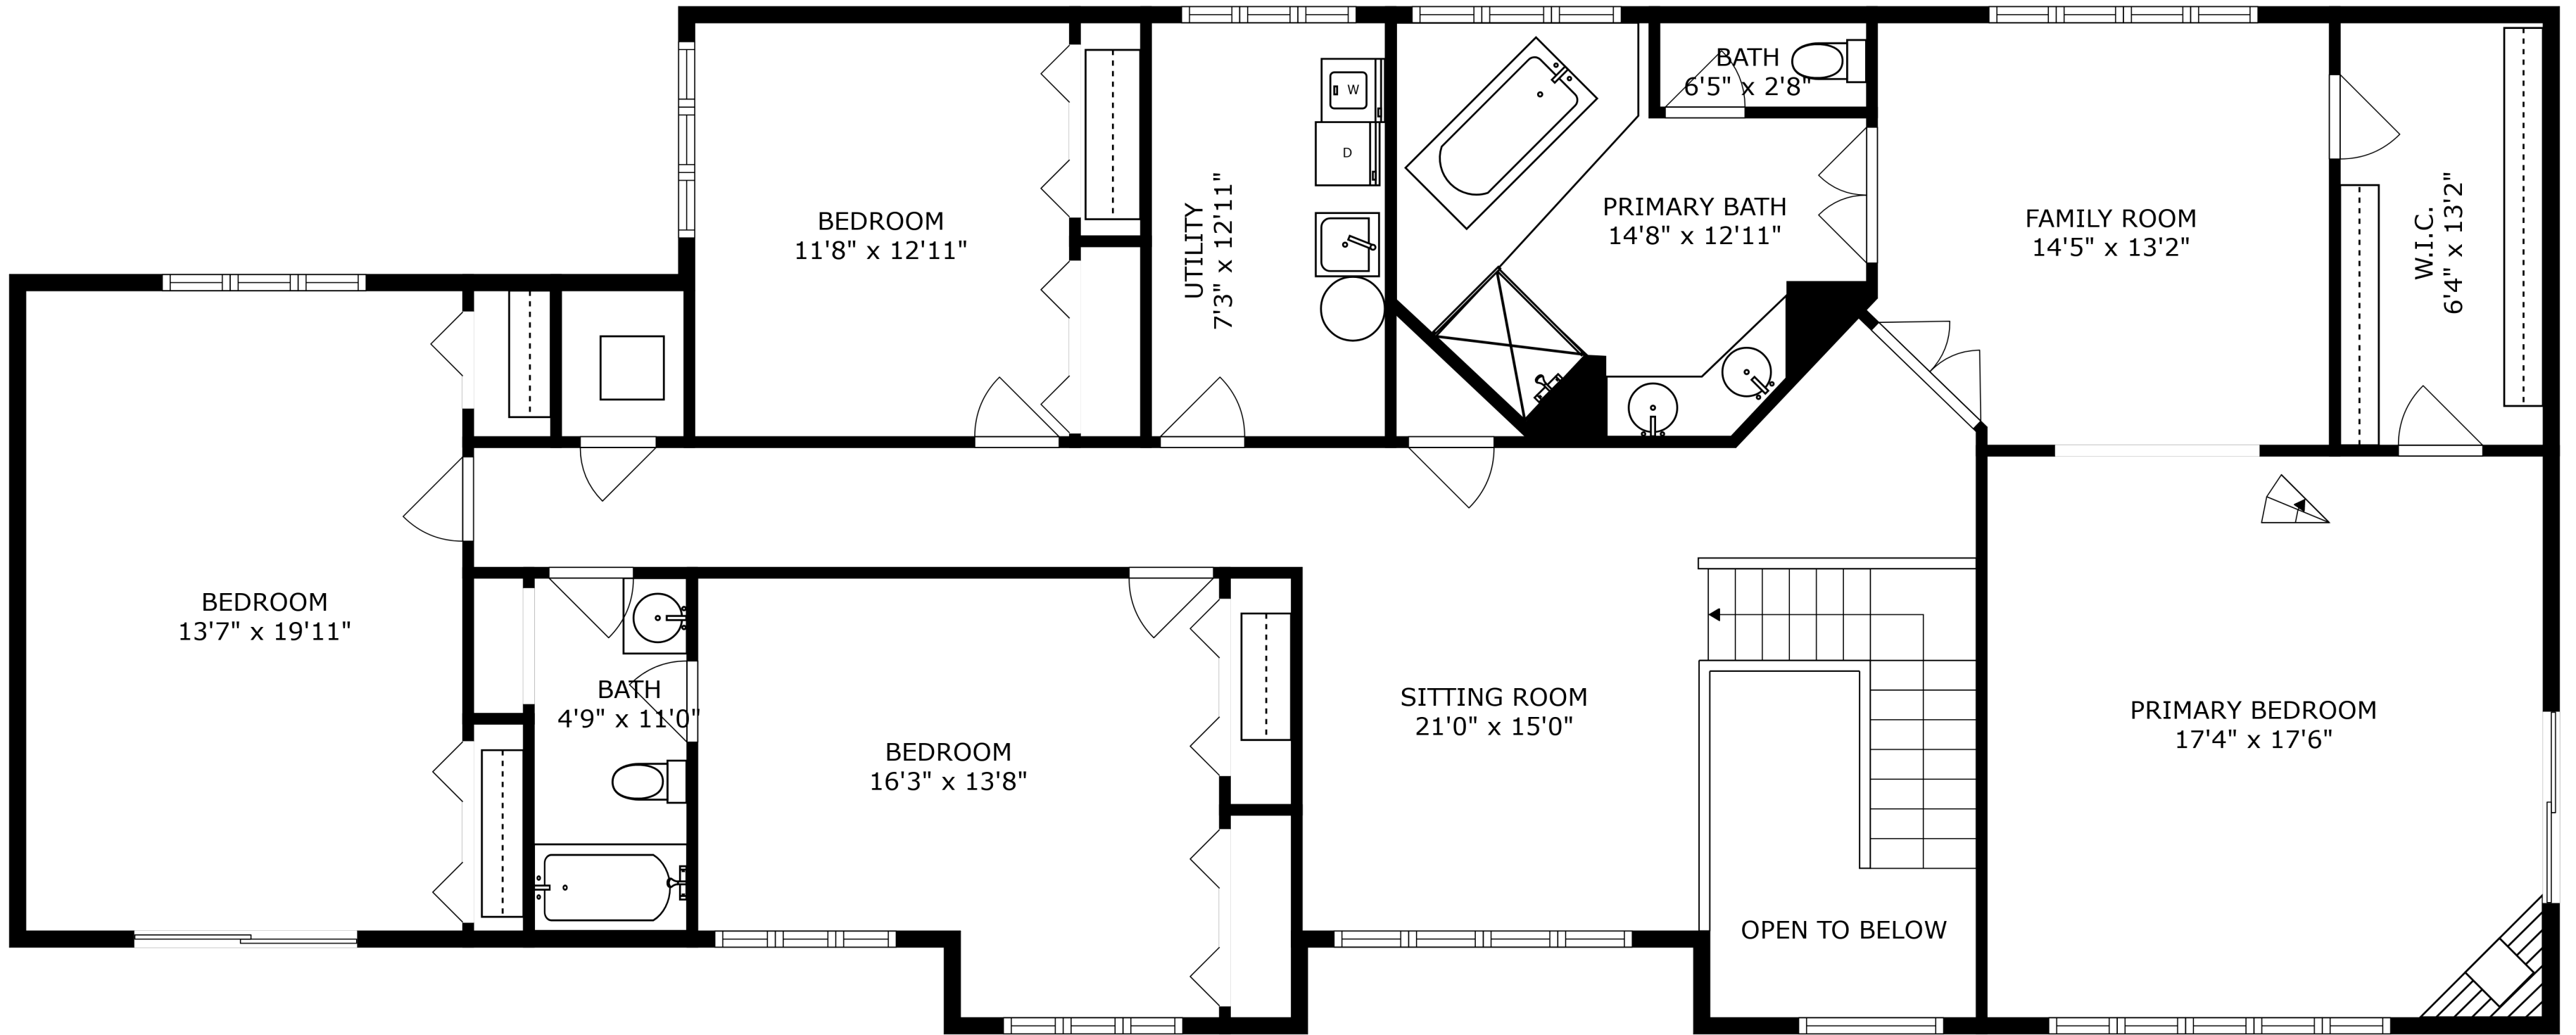 BATH
6'5" x 2'8"
W
D
BEDROOM
11'8" x 12'11"
UTILITY
7'3" x 12'11"
PRIMARY BATH
14'8" x 12'11"
FAMILY ROOM
14'5" x 13'2"
W.I.C.
6'4" x 13'2"
BEDROOM
13'7" x 19'11"
BATH
4'9" x 11'0"
BEDROOM
16'3" x 13'8"
SITTING ROOM
21'0" x 15'0"
PRIMARY BEDROOM
17'4" x 17'6"
OPEN TO BELOW